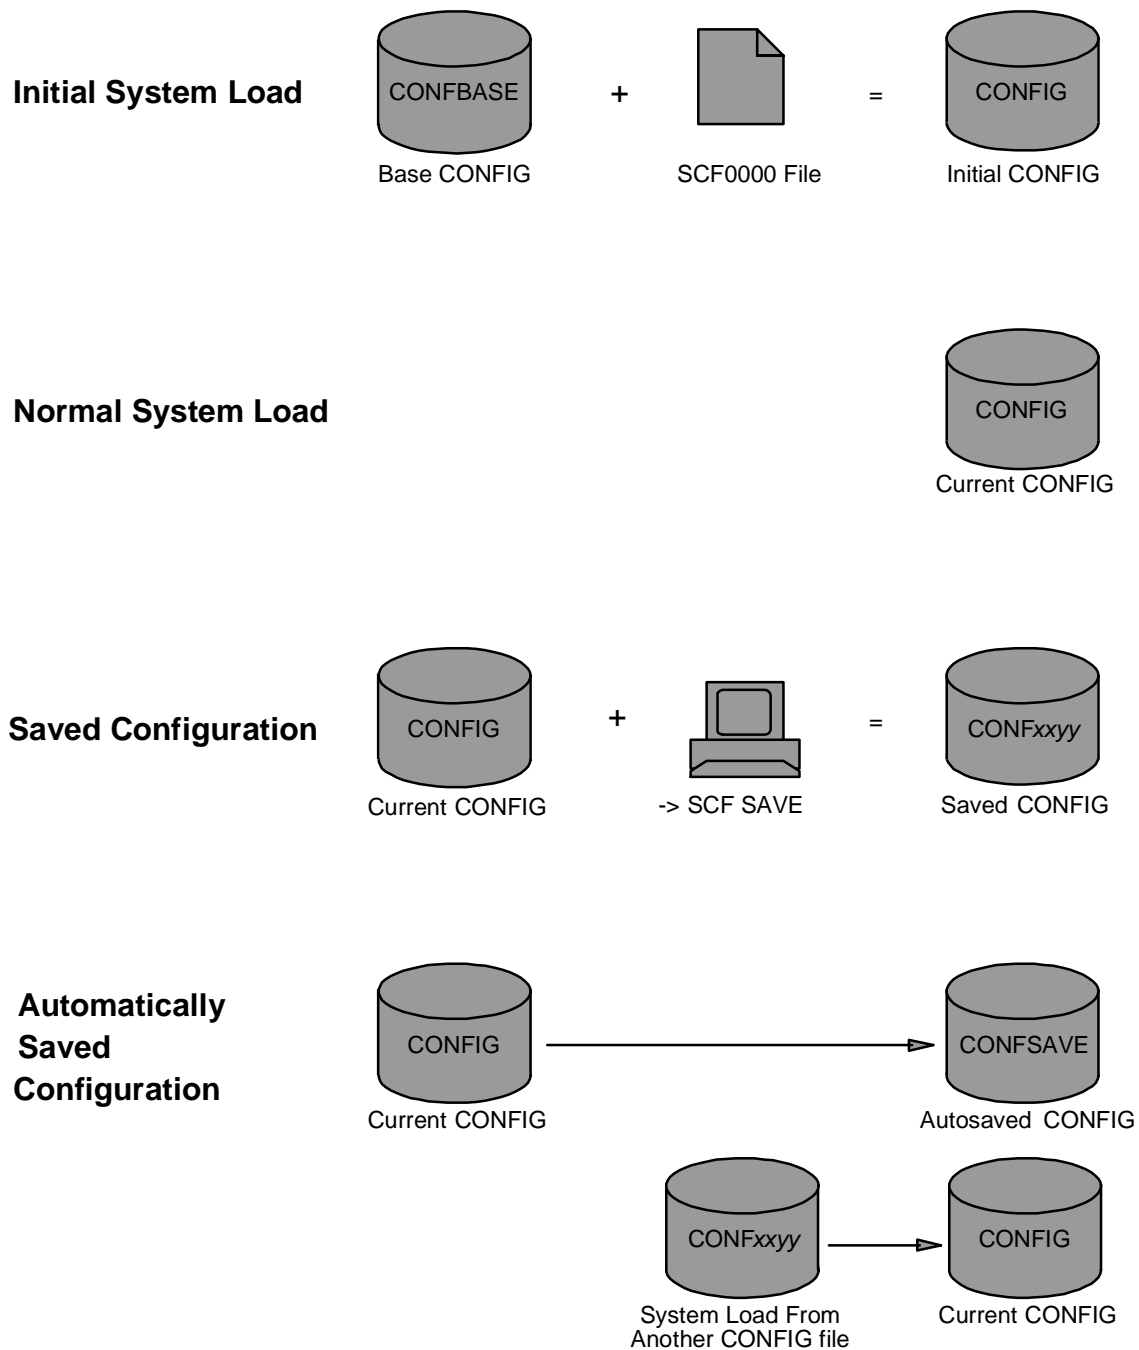 Initial System Load
CONFBASE
+
=
CONFIG
Base CONFIG
SCF0000 File
Initial CONFIG
Normal System Load
CONFIG
Current CONFIG
Saved Configuration
CONFIG
+
=
CONFxxyy
Current CONFIG
-> SCF SAVE
Saved CONFIG
Automatically
Saved
Configuration
CONFIG
CONFSAVE
Current CONFIG
Autosaved CONFIG
CONFxxyy
CONFIG
System Load From
Another CONFIG file
Current CONFIG